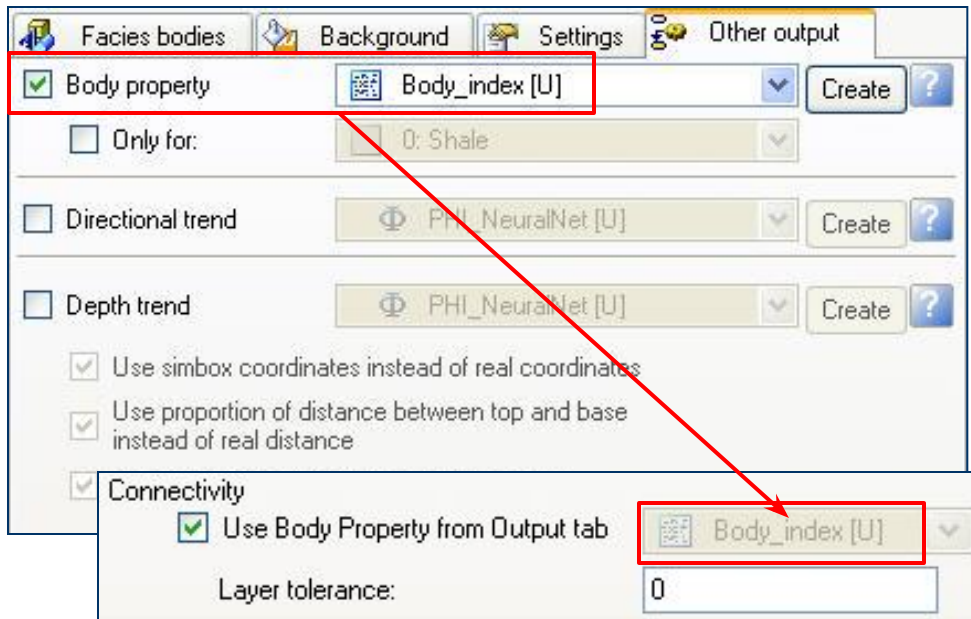 Facies bodies Background Settings Other output
Body property Body_index [U] Create ?
Only for: 0: Shale
Directional trend Φ PHI_NeuralNet [U] Create ?
Depth trend Φ PHI_NeuralNet [U] Create ?
Use simbox coordinates instead of real coordinates
Use proportion of distance between top and base
instead of real distance
Connectivity
Use Body Property from Output tab Body_index [U]
Layer tolerance: 0